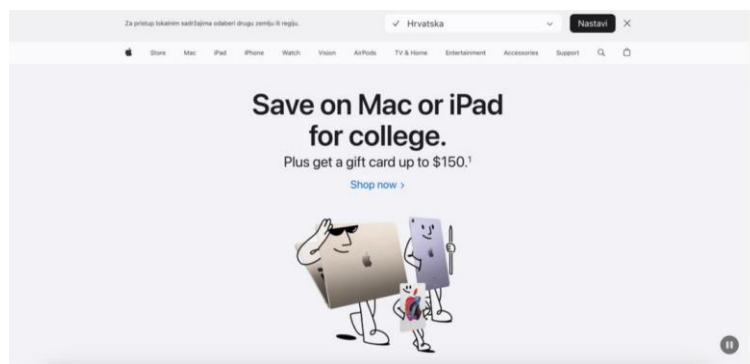 Za pristup lokalnim sadržajima odaberi drugu zemlju ili regiju.
Hrvatska
Nastavi
Store Mac iPad iPhone Watch Vision AirPods TV & Home Entertainment Accessories Support
Save on Mac or iPad
for college.
Plus get a gift card up to $150.¹
Shop now >